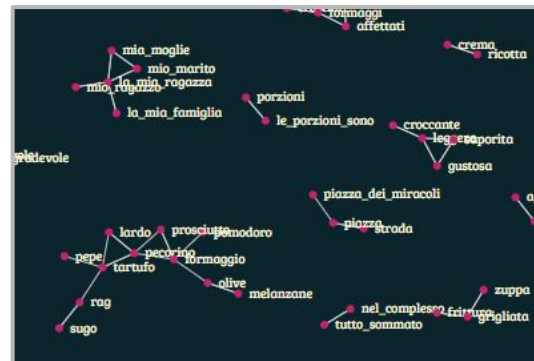 formaggi
affettati
mia_moglie
crema
mio_marito
ricotta
mio_ragazzo
la_mia_ragazza
porzioni
la_mia_famiglia
le_porzioni_sono
croccante
leggera
saporita
gustosa
piazza_dei_miracoli
piazza
strada
lardo
prosciutto
pomodoro
pepe
pecorino
tartufo
formaggio
olive
melanzane
rag
zuppa
sugo
nel_complesso
frittura
grigliata
tutto_sommato